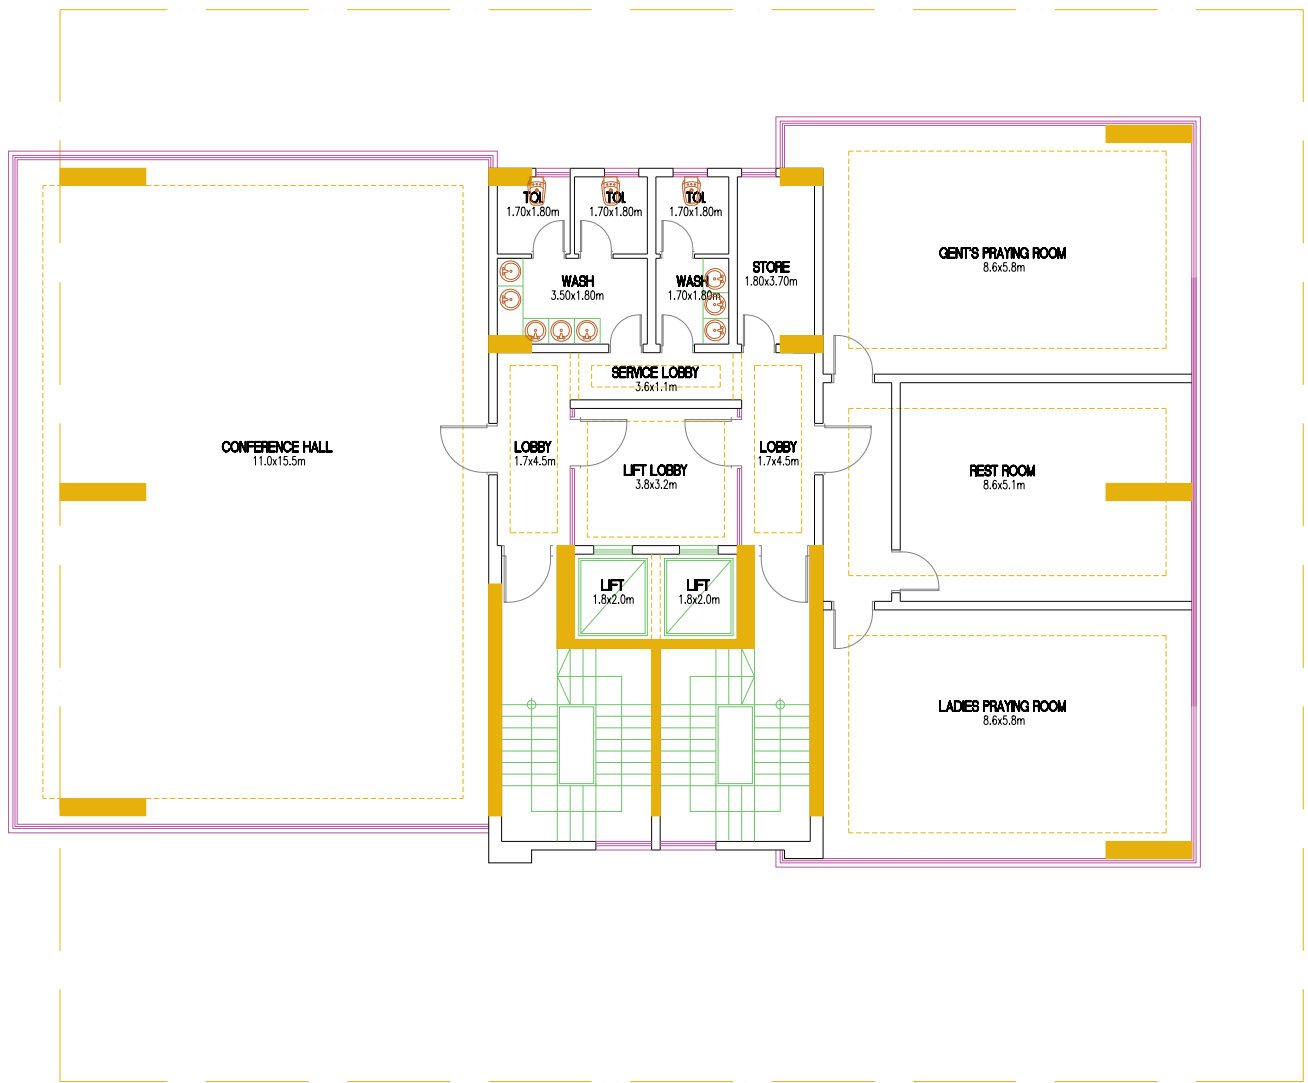 TOI.
1.70x1.80m
TOI.
1.70x1.80m
TOI.
1.70x1.80m
WASH
3.50x1.80m
WASH
1.70x1.80m
STORE
1.80x3.70m
GENT'S PRAYING ROOM
8.6x5.8m
SERVICE LOBBY
3.6x1.1m
CONFERENCE HALL
11.0x15.5m
LOBBY
1.7x4.5m
LIFT LOBBY
3.8x3.2m
LOBBY
1.7x4.5m
REST ROOM
8.6x5.1m
LIFT
1.8x2.0m
LIFT
1.8x2.0m
LADIES PRAYING ROOM
8.6x5.8m